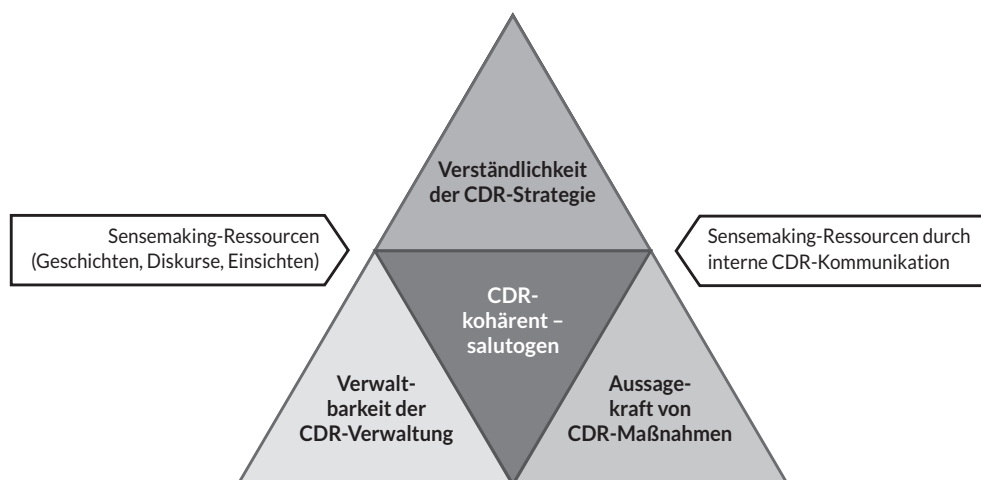 Verständlichkeit
der CDR-Strategie
Sensemaking-Ressourcen
(Geschichten, Diskurse, Einsichten)
Sensemaking-Ressourcen durch
interne CDR-Kommunikation
CDR-
kohärent –
salutogen
Verwalt-
barkeit der
CDR-Verwaltung
Aussage-
kraft von
CDR-Maßnahmen